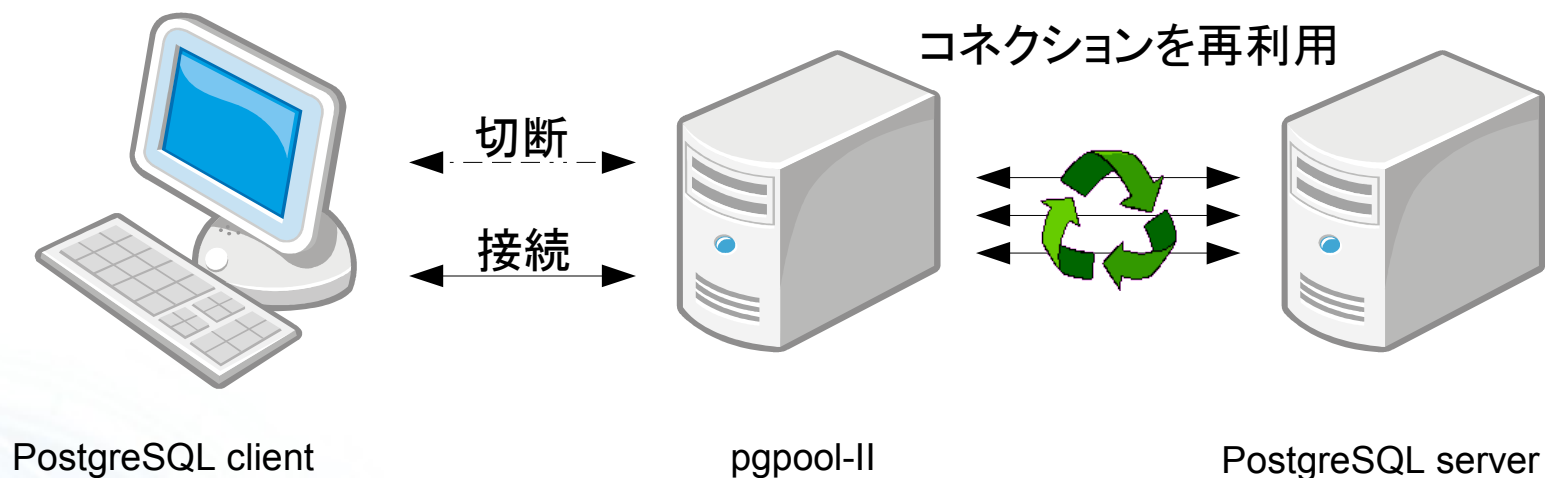 コネクションを再利用
切断
接続
PostgreSQL client
pgpool-II
PostgreSQL server